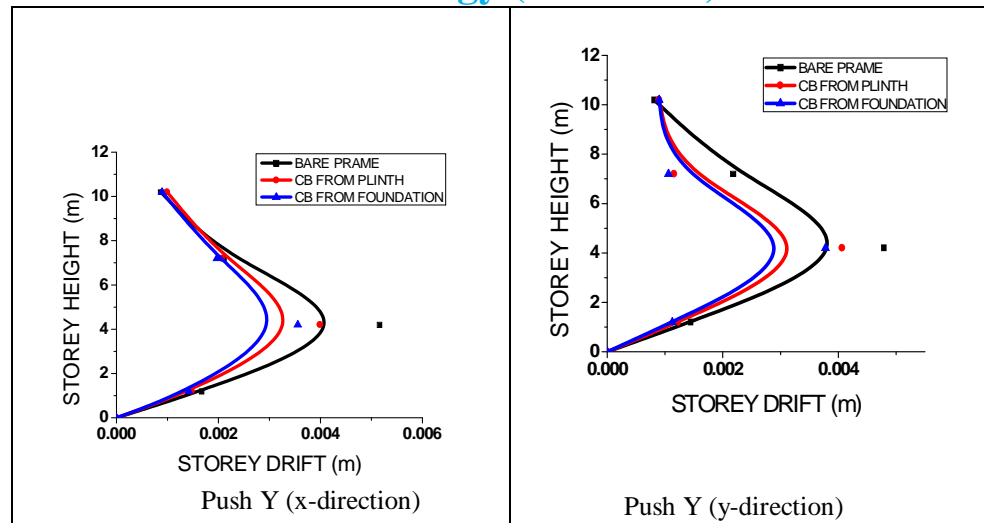 12
10
8
6
4
2
0
0.000 0.002 0.004 0.006
STOREY HEIGHT (m)
STOREY DRIFT (m)
BARE PRAME
CB FROM PLINTH
CB FROM FOUNDATION
Push Y (x-direction)
12
10
8
6
4
2
0
0.000 0.002 0.004
STOREY HEIGHT (m)
STOREY DRIFT (m)
BARE PRAME
CB FROM PLINTH
CB FROM FOUNDATION
Push Y (y-direction)